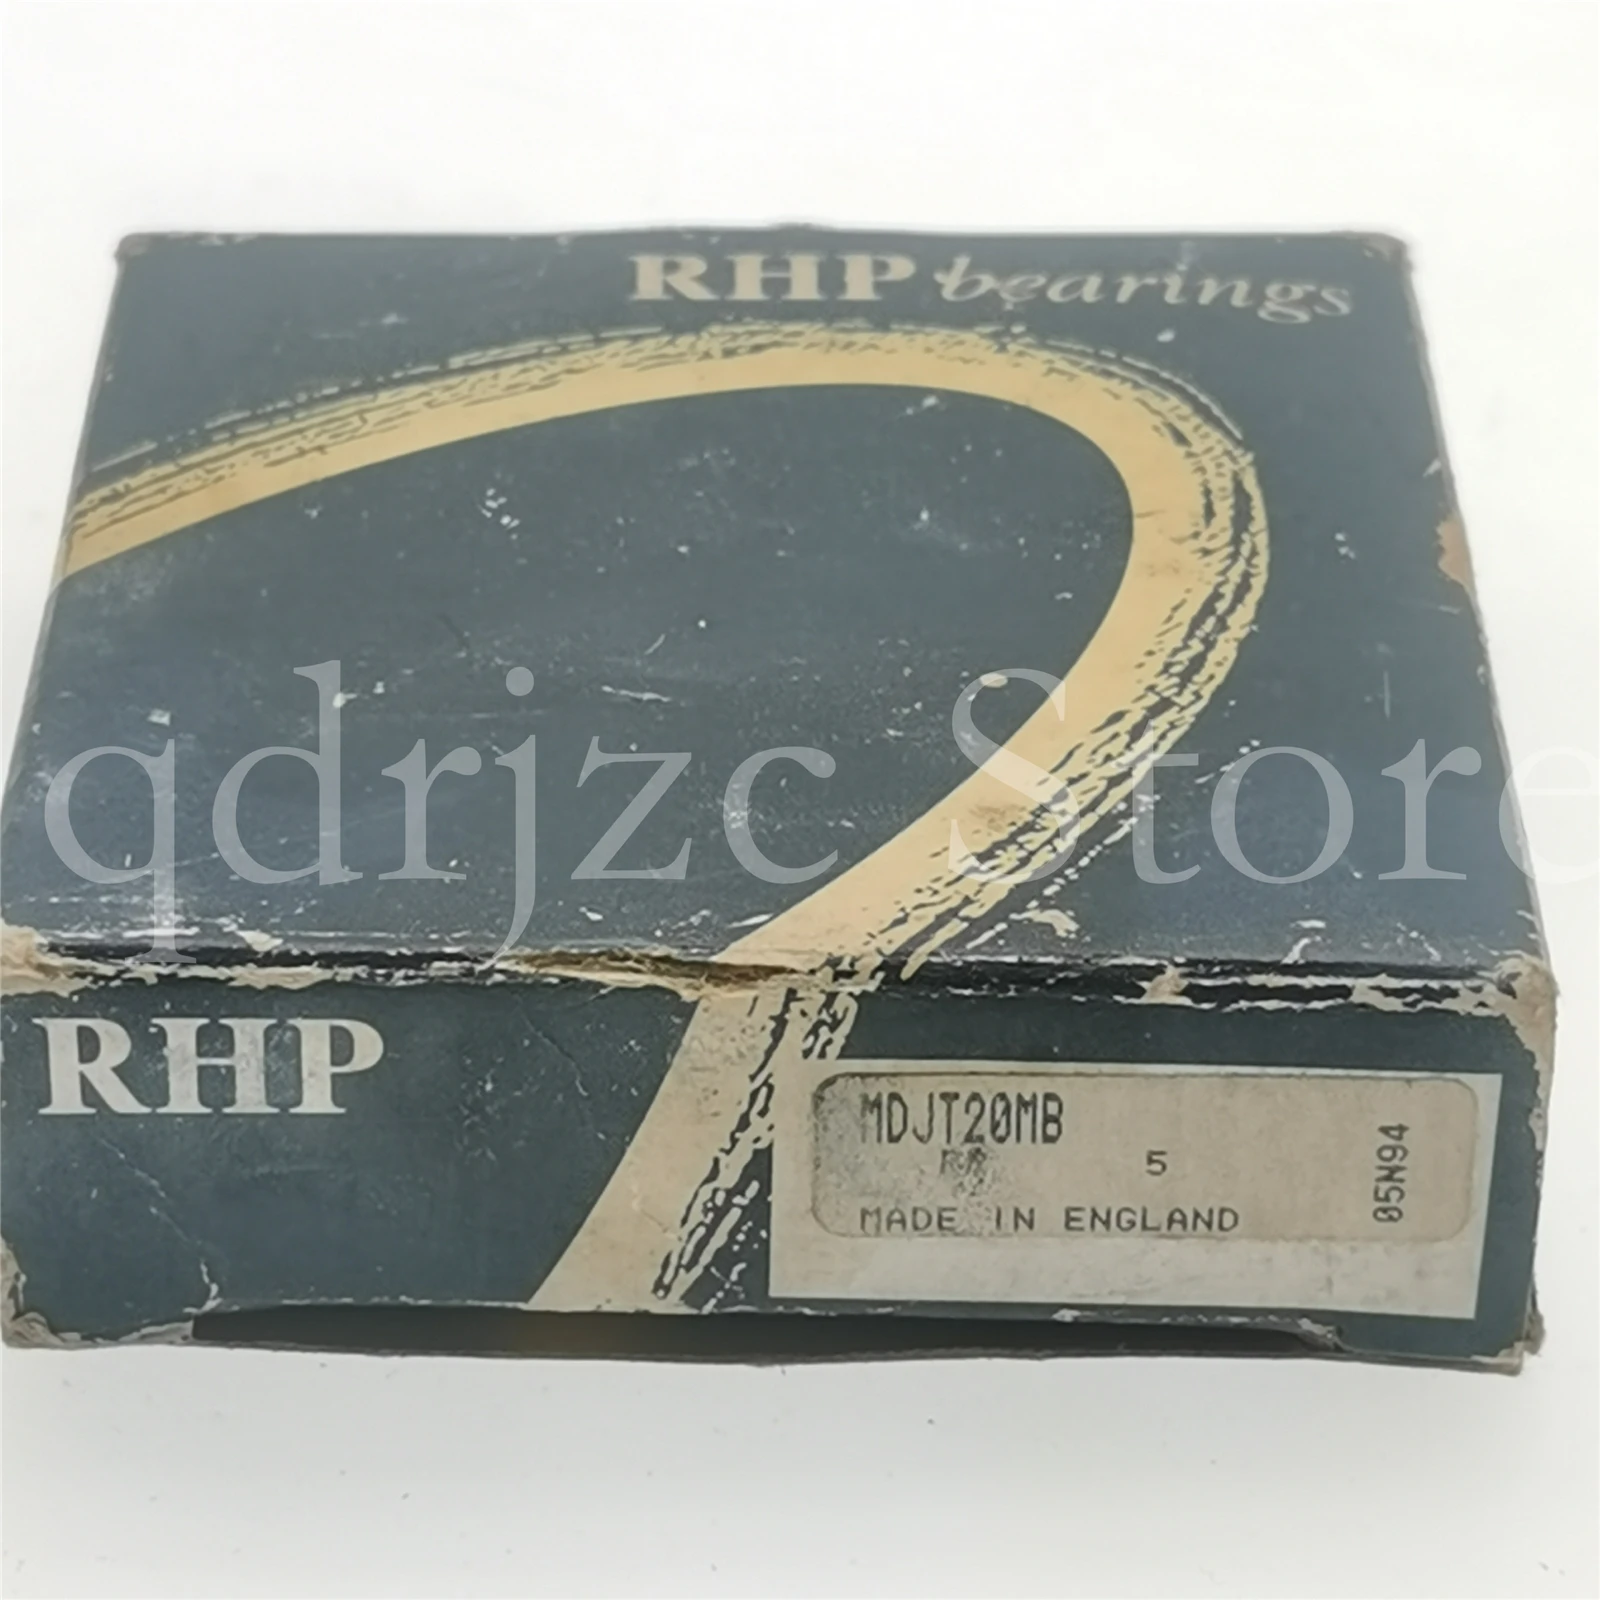 RHP bearings
qdrjzc Store
RHP
MDJT20MB
5
MADE IN ENGLAND
05N94